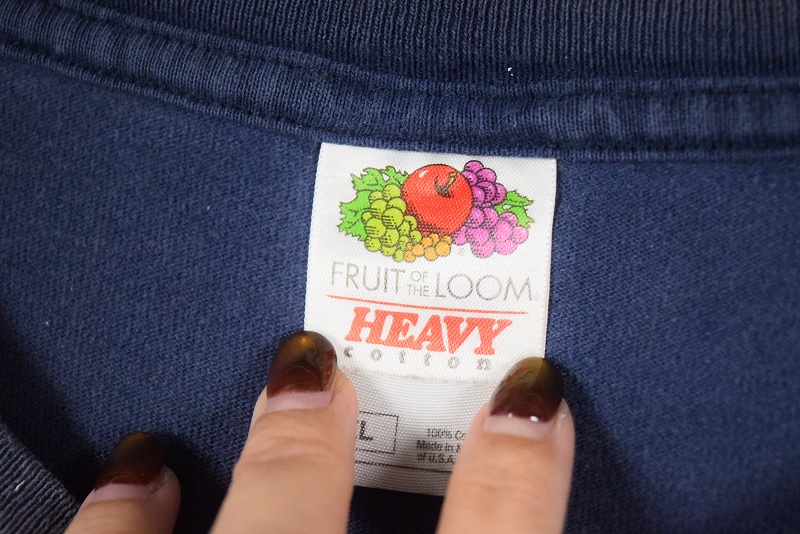 FRUIT OF THE LOOM
HEAVY
cotton
L
100% Co
Made in
of U.S.A